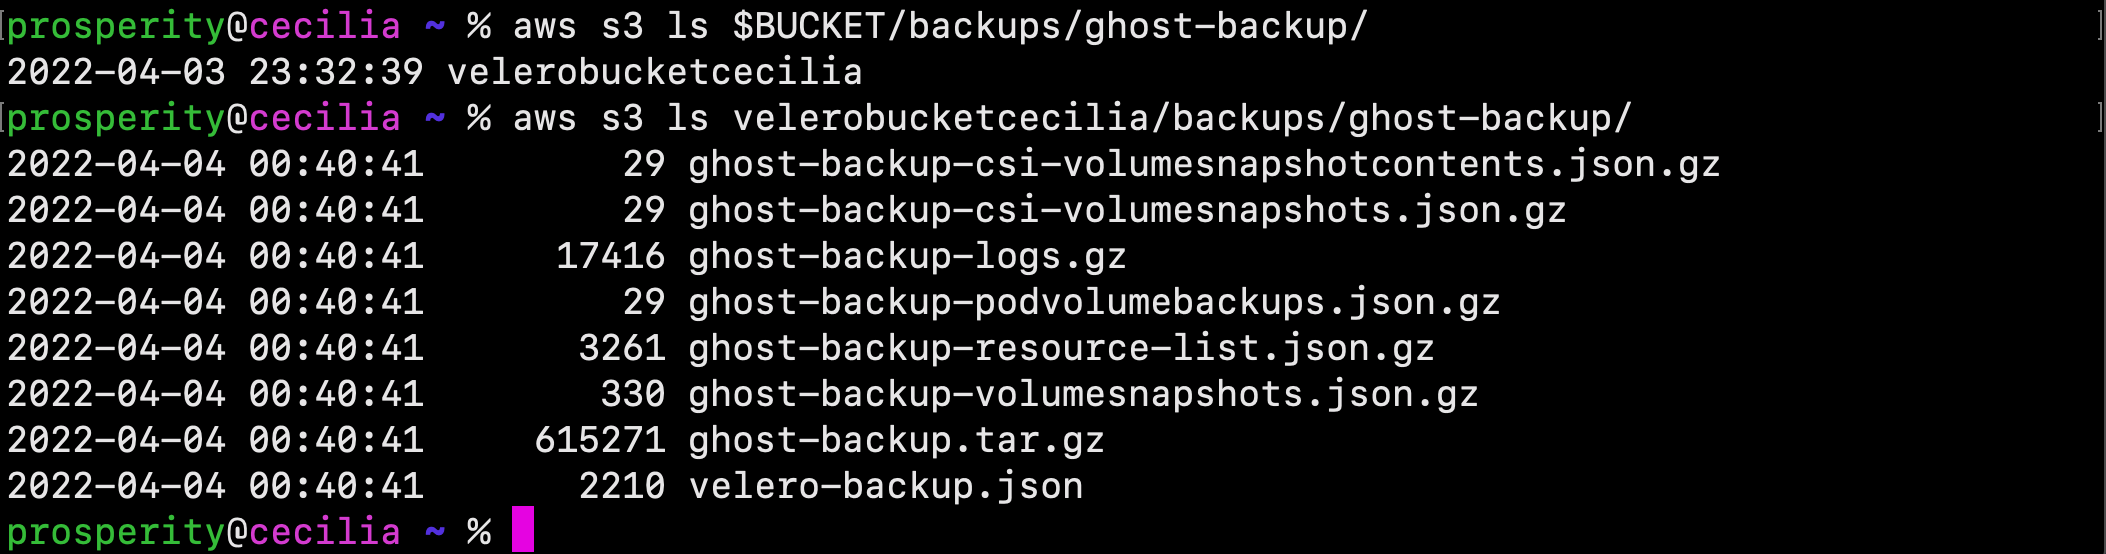 prosperity@cecilia ~ % aws s3 ls $BUCKET/backups/ghost-backup/
2022-04-03 23:32:39 velerobucketcecilia
prosperity@cecilia ~ % aws s3 ls velerobucketcecilia/backups/ghost-backup/
2022-04-04 00:40:41         29 ghost-backup-csi-volumesnapshotcontents.json.gz
2022-04-04 00:40:41         29 ghost-backup-csi-volumesnapshots.json.gz
2022-04-04 00:40:41      17416 ghost-backup-logs.gz
2022-04-04 00:40:41         29 ghost-backup-podvolumebackups.json.gz
2022-04-04 00:40:41       3261 ghost-backup-resource-list.json.gz
2022-04-04 00:40:41        330 ghost-backup-volumesnapshots.json.gz
2022-04-04 00:40:41     615271 ghost-backup.tar.gz
2022-04-04 00:40:41       2210 velero-backup.json
prosperity@cecilia ~ %